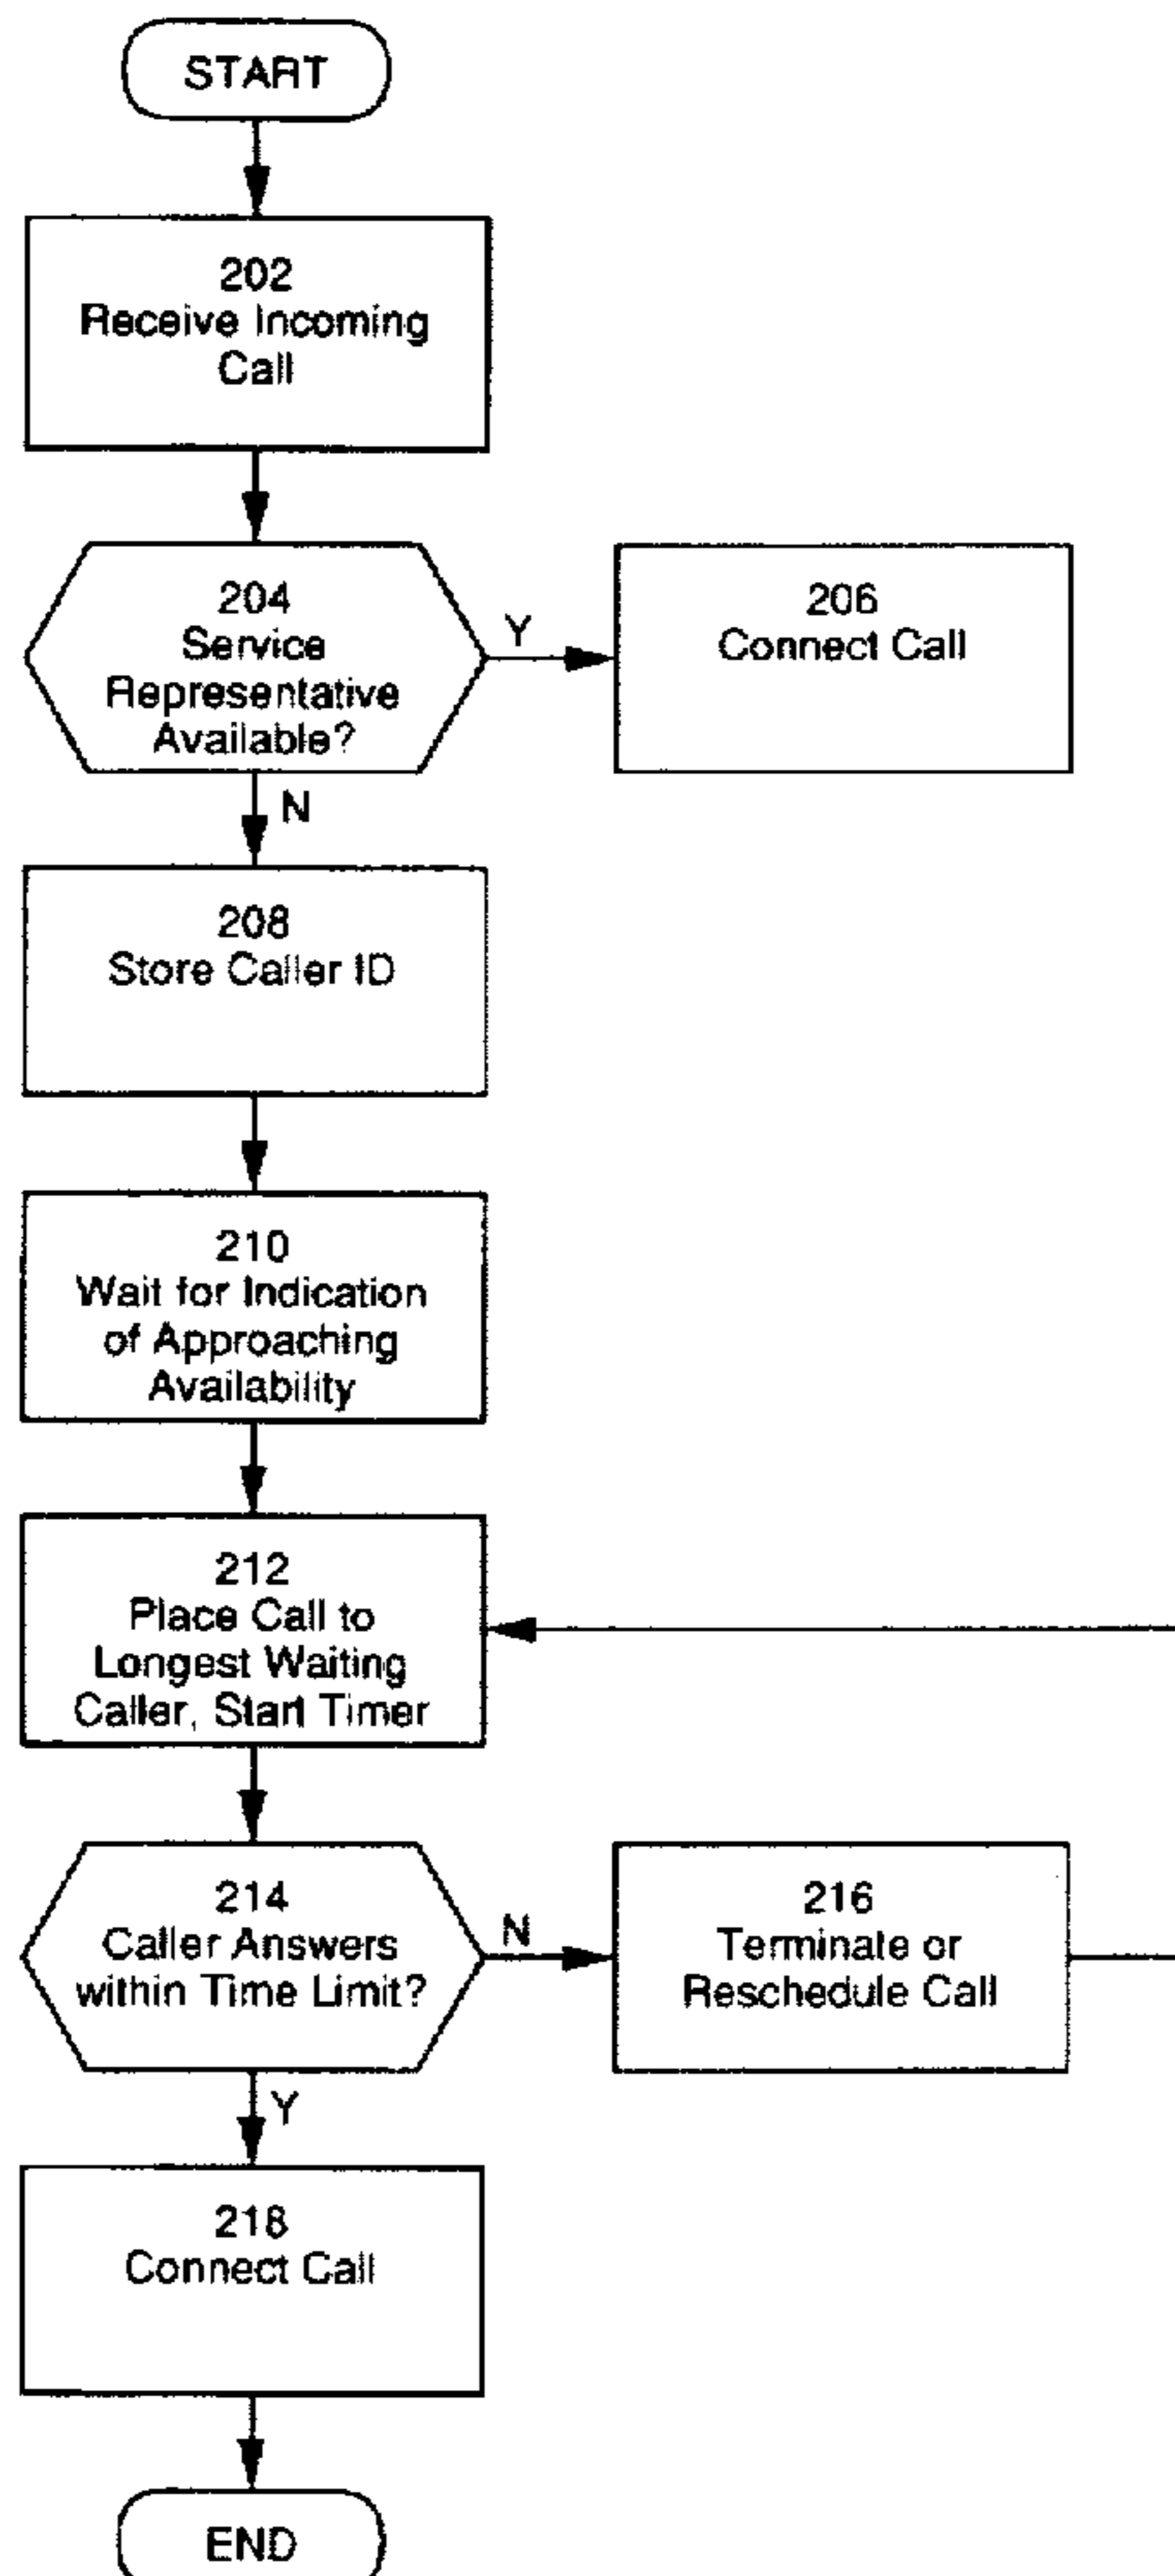 START
202
Receive Incoming
Call
204
Service
Representative
Available?
Y
206
Connect Call
N
208
Store Caller ID
210
Wait for Indication
of Approaching
Availability
212
Place Call to
Longest Waiting
Caller, Start Timer
214
Caller Answers
within Time Limit?
N
216
Terminate or
Reschedule Call
Y
218
Connect Call
END